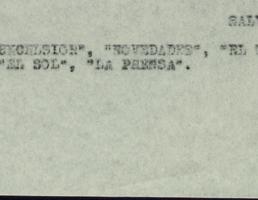 SAL
EXCELSIOR", "NOVEDADES", "EL
"EL SOL", "LA PRENSA".